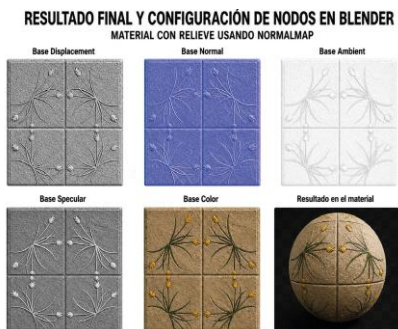 RESULTADO FINAL Y CONFIGURACIÓN DE NODOS EN BLENDER
MATERIAL CON RELIEVE USANDO NORMALMAP
Base Displacement
Base Normal
Base Ambient
Base Specular
Base Color
Resultado en el material